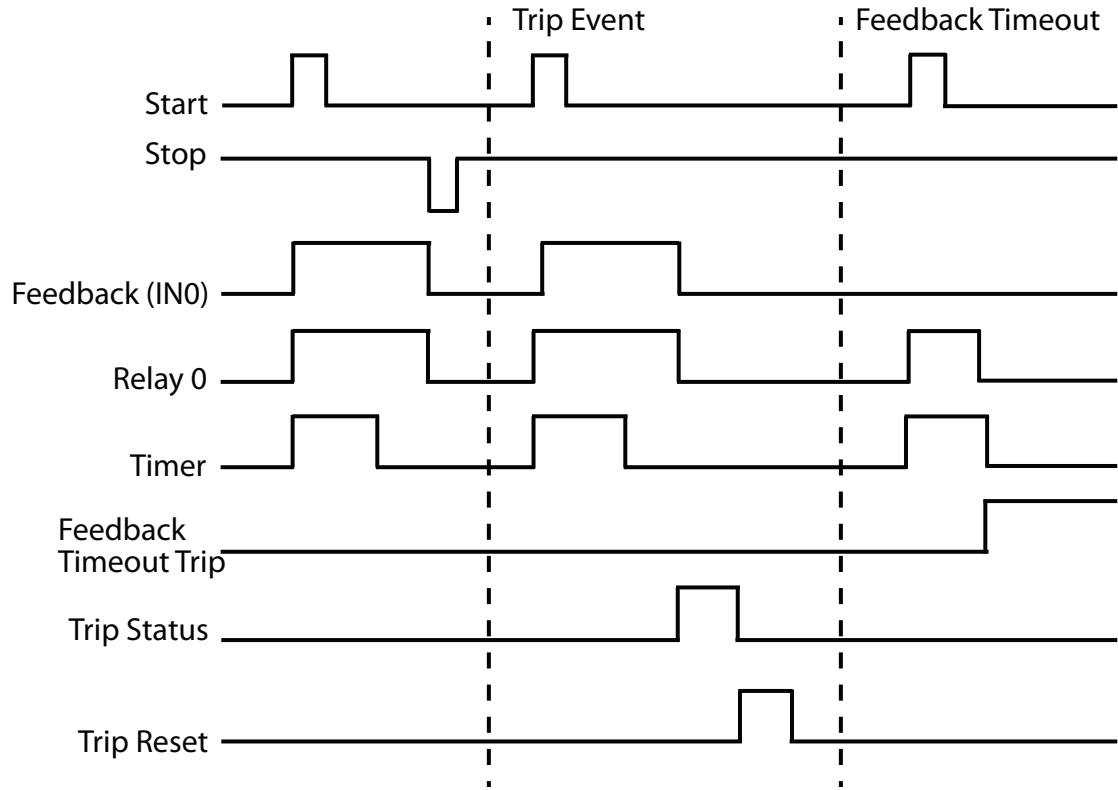 Trip Event
Feedback Timeout
Start
Stop
Feedback (IN0)
Relay 0
Timer
Feedback
Timeout Trip
Trip Status
Trip Reset